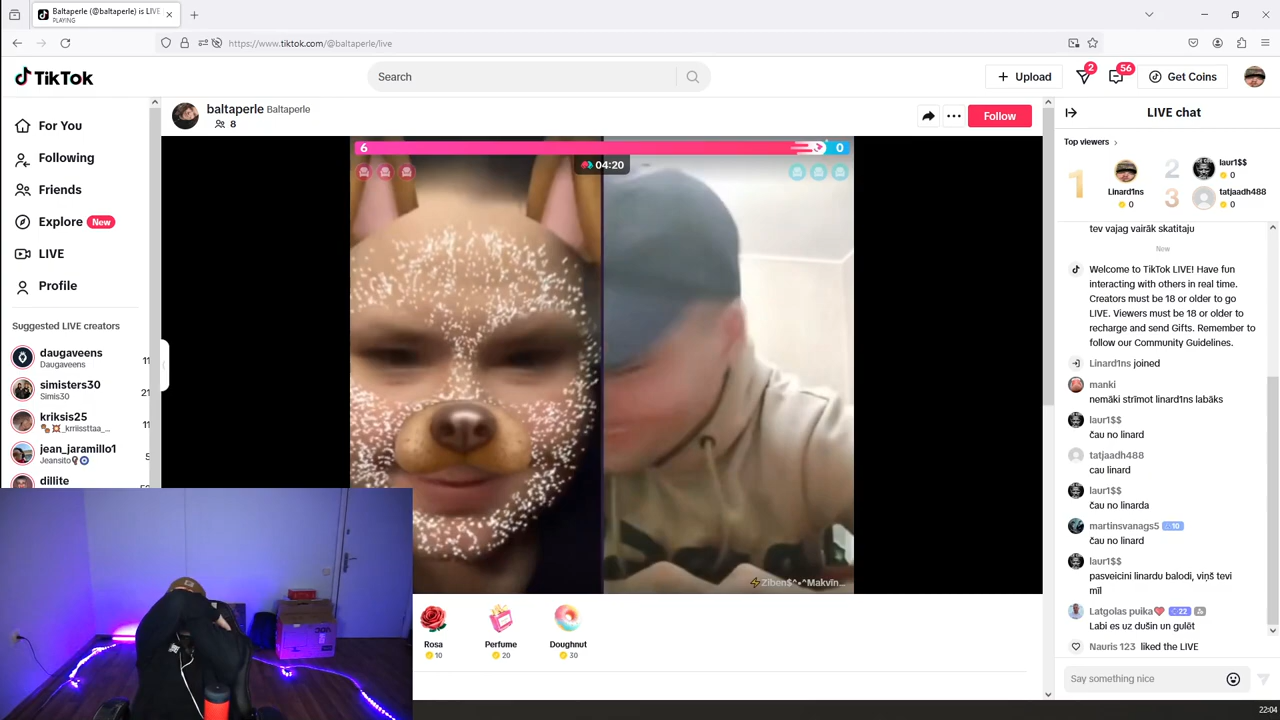 Baltaperle (@baltaperle) is LIVE
PLAYING
https://www.tiktok.com/@baltaperle/live
TikTok
Search
Upload
2
56
Get Coins
For You
Following
Friends
Explore New
LIVE
Profile
Suggested LIVE creators
daugaveens
Daugaveens
11
simisters30
Simis30
21
kriksis25
_krriissttaa_...
11
jean_jaramillo1
Jeansito
5
dillite
baltaperle Baltaperle
8
Follow
6
0
04:20
Rosa
10
Perfume
20
Doughnut
30
LIVE chat
Top viewers
1
Linard1ns
0
2
laur1$$
0
3
tatjaadh488
0
tev vajag vairāk skatitaju
New
Welcome to TikTok LIVE! Have fun
interacting with others in real time.
Creators must be 18 or older to go
LIVE. Viewers must be 18 or older to
recharge and send Gifts. Remember to
follow our Community Guidelines.
Linard1ns joined
manki
nemāki strīmot linard1ns labāks
laur1$$
čau no linard
tatjaadh488
cau linard
laur1$$
čau no linarda
martinsvanags5 10
čau no linard
laur1$$
pasveicini linardu balodi, viņš tevi
mīl
Latgolas puika 22
Labi es uz dušin un gulēt
Nauris 123 liked the LIVE
Say something nice
22:04